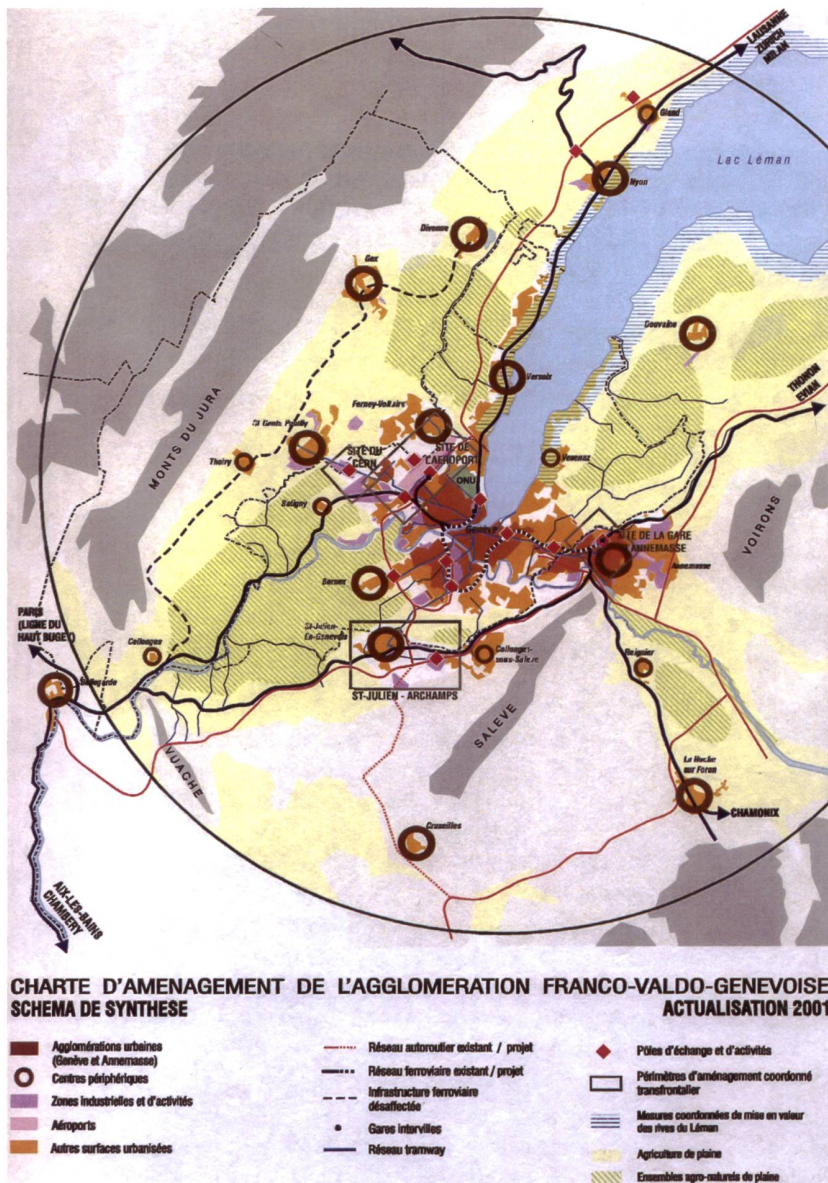 LAUSANNE
ZURICH
MILAN
Gland
Lac Léman
Nyon
Divonne
Gex
Douvaine
MONTS DU JURA
Versoix
THONON
EVIAN
Ferney-Voltaire
St Genis Pouilly
SITE DU
CERN
SITE DE
L'AEROPORT
ONU
Thoiry
Satigny
Veigy
VOIRONS
SITE DE LA GARE
D'ANNEMASSE
Annemasse
Bernex
PARIS
(LIGNE DU
HAUT BUGEY)
Collonges
St-Julien
En-Genevois
Collonges-
sous-Salève
Bellegarde
Reignier
ST-JULIEN - ARCHAMPS
SALEVE
VUACHE
La Roche
sur Foron
CHAMONIX
Cruseilles
AIX-LES-BAINS
CHAMBERY
CHARTE D'AMENAGEMENT DE L'AGGLOMERATION FRANCO-VALDO-GENEVOISE
SCHEMA DE SYNTHESE
ACTUALISATION 2001
Agglomérations urbaines
(Genève et Annemasse)
Centres périphériques
Zones industrielles et d'activités
Aéroports
Autres surfaces urbanisées
Réseau autoroutier existant / projet
Réseau ferroviaire existant / projet
Infrastructure ferroviaire
désaffectée
Gares intervilles
Réseau tramway
Pôles d'échange et d'activités
Périmètres d'aménagement coordonné
transfrontalier
Mesures coordonnées de mise en valeur
des rives du Léman
Agriculture de plaine
Ensembles agro-naturels de plaine